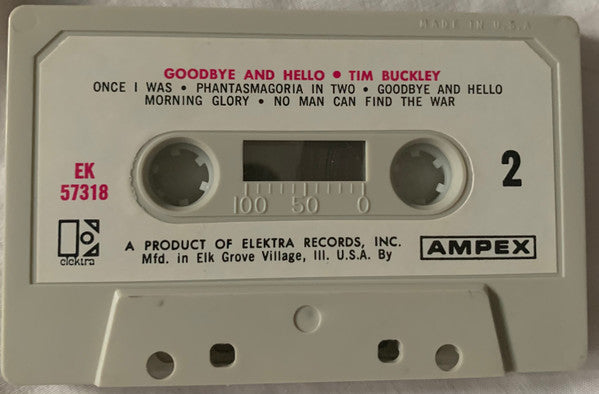 MADE IN U.S.A
GOODBYE AND HELLO • TIM BUCKLEY
ONCE I WAS • PHANTASMAGORIA IN TWO • GOODBYE AND HELLO
MORNING GLORY • NO MAN CAN FIND THE WAR
EK
57318
2
100 50 0
elektra
A PRODUCT OF ELEKTRA RECORDS, INC.
Mfd. in Elk Grove Village, Ill. U.S.A. By
AMPEX